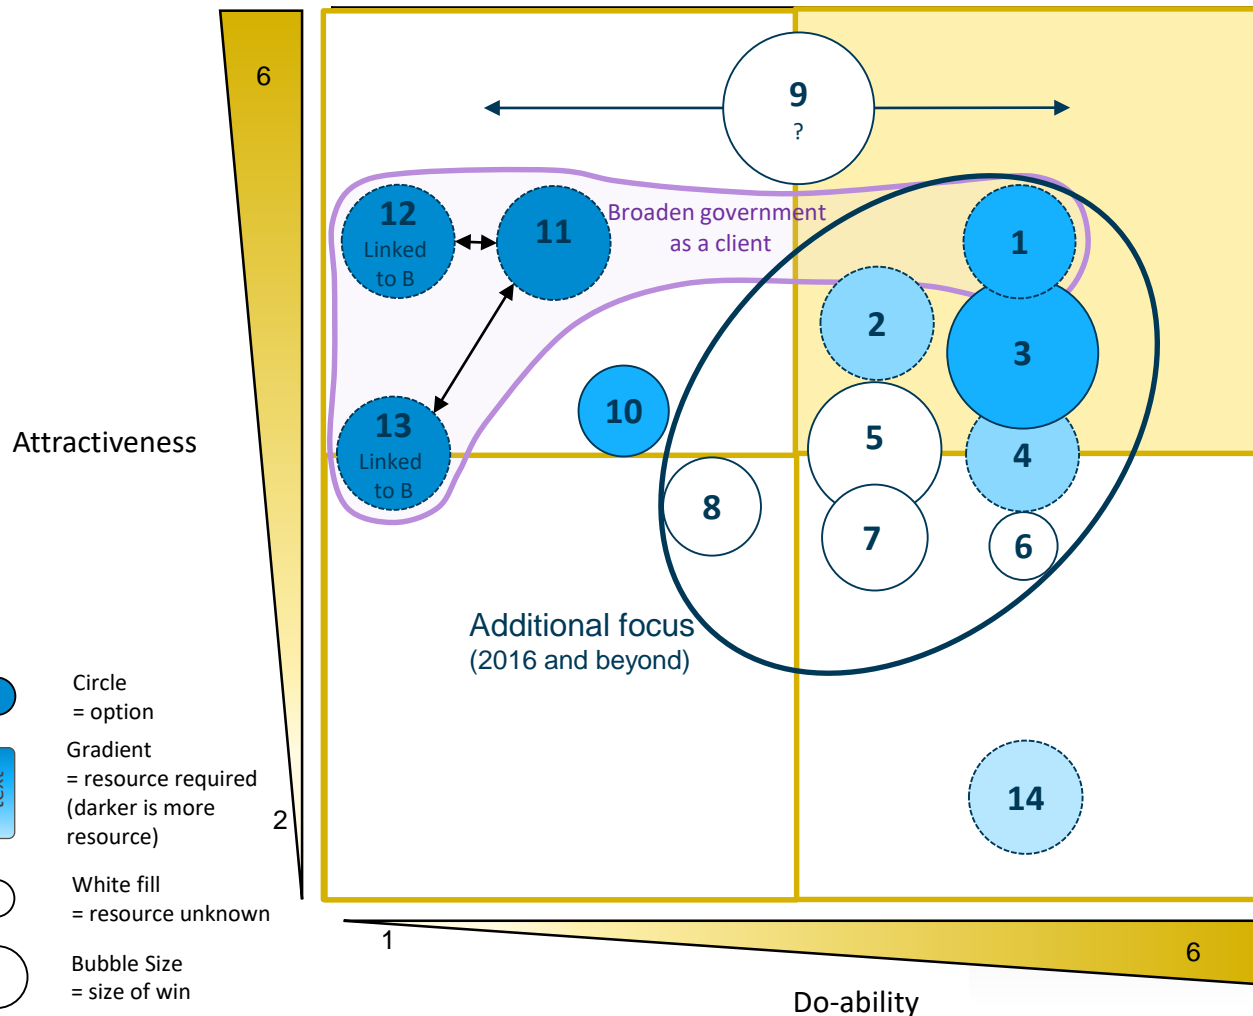 6
9
?
12
Linked
to B
11
Broaden government
as a client
1
2
3
13
Linked
to B
10
5
4
8
7
6
Attractiveness
Additional focus
(2016 and beyond)
Circle
= option
Gradient
= resource required
(darker is more
resource)
text
2
14
White fill
= resource unknown
Bubble Size
= size of win
1
6
Do-ability